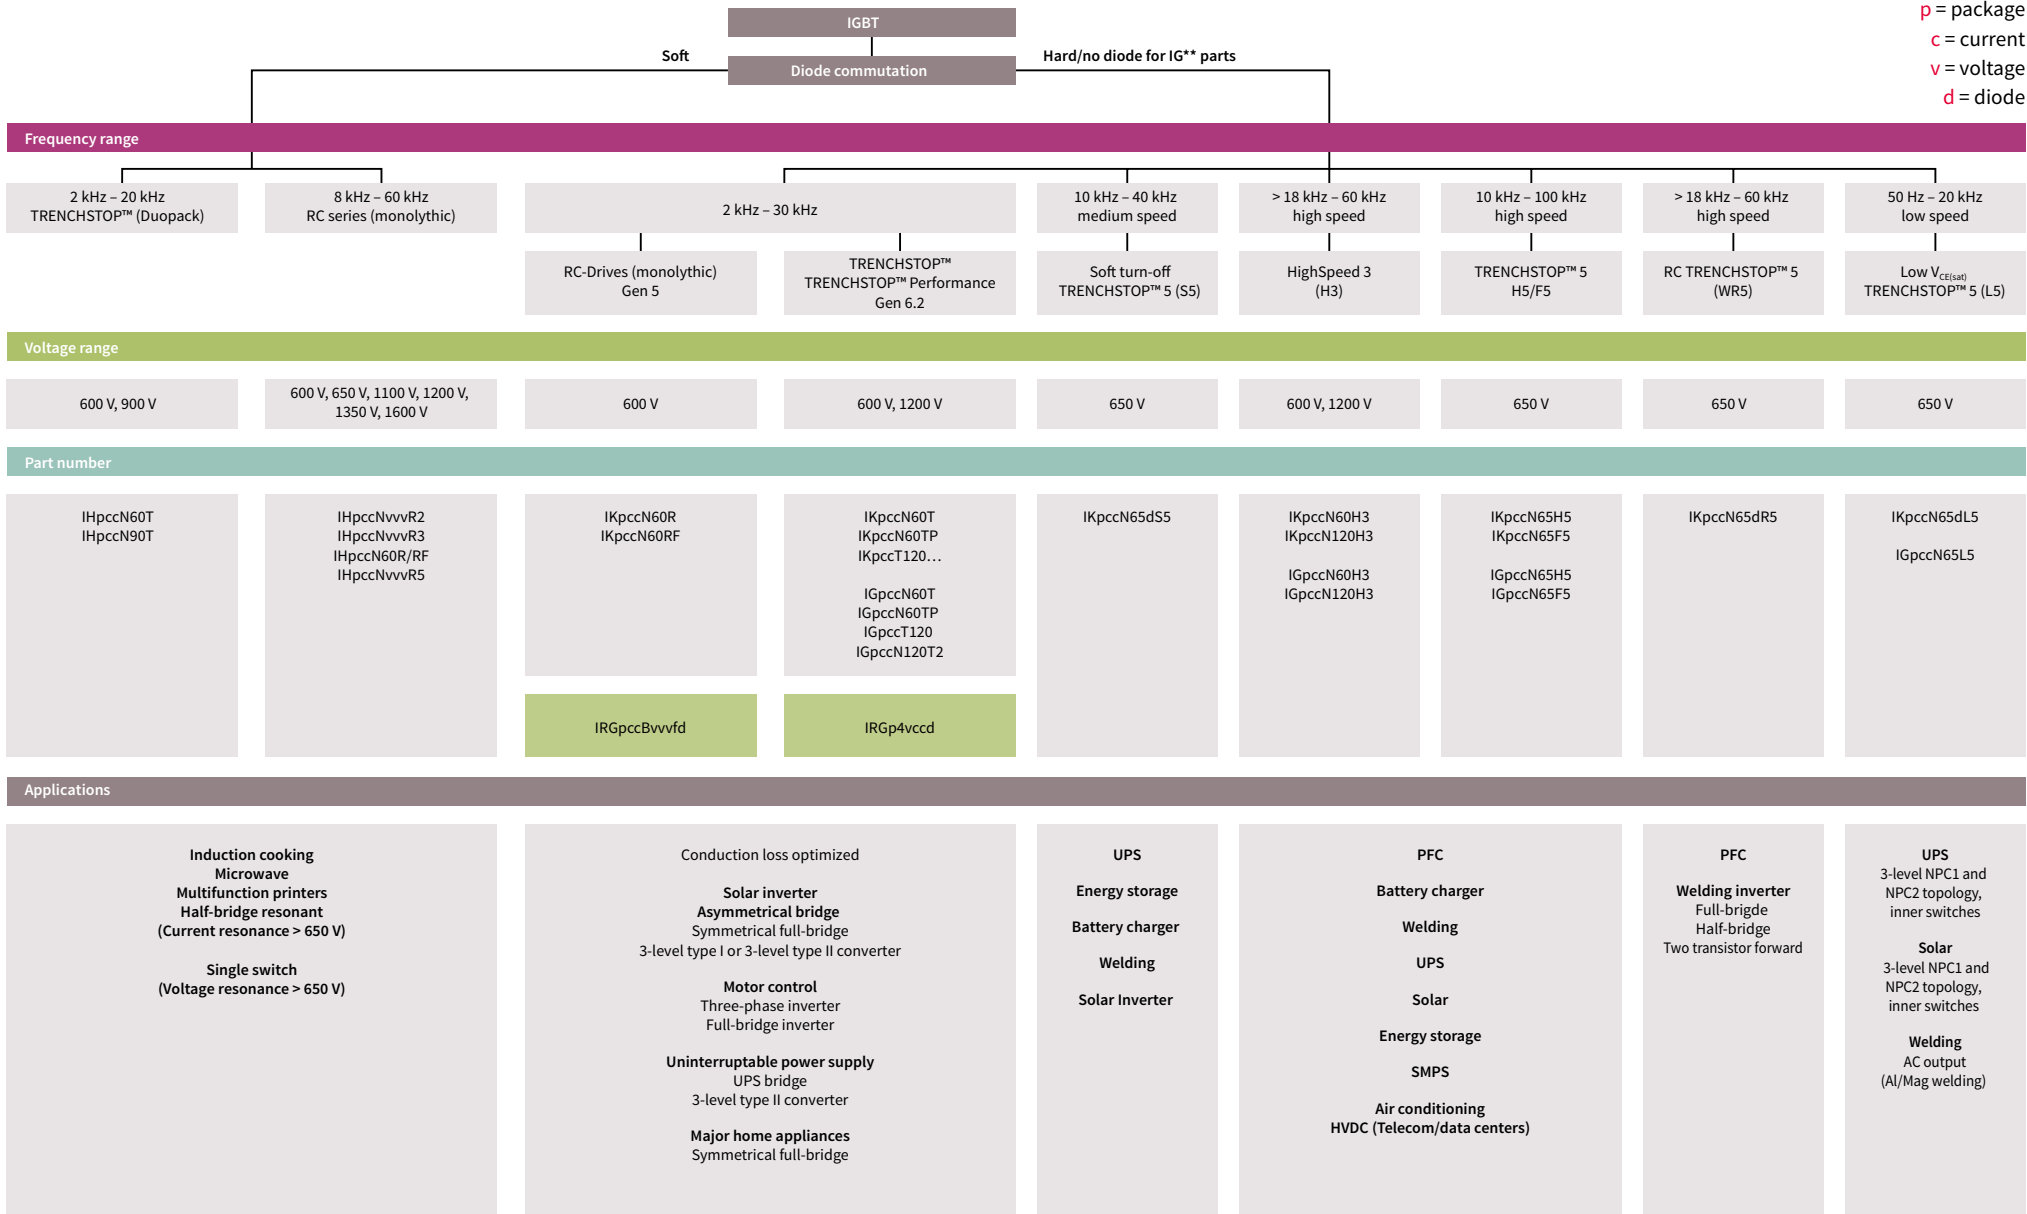 p = package
c = current
v = voltage
d = diode
IGBT
Soft
Diode commutation
Hard/no diode for IG** parts
Frequency range
2 kHz – 20 kHz
TRENCHSTOP™ (Duopack)
8 kHz – 60 kHz
RC series (monolythic)
2 kHz – 30 kHz
10 kHz – 40 kHz
medium speed
> 18 kHz – 60 kHz
high speed
10 kHz – 100 kHz
high speed
> 18 kHz – 60 kHz
high speed
50 Hz – 20 kHz
low speed
RC-Drives (monolythic)
Gen 5
TRENCHSTOP™
TRENCHSTOP™ Performance
Gen 6.2
Soft turn-off
TRENCHSTOP™ 5 (S5)
HighSpeed 3
(H3)
TRENCHSTOP™ 5
H5/F5
RC TRENCHSTOP™ 5
(WR5)
Low VCE(sat)
TRENCHSTOP™ 5 (L5)
Voltage range
600 V, 900 V
600 V, 650 V, 1100 V, 1200 V,
1350 V, 1600 V
600 V
600 V, 1200 V
650 V
600 V, 1200 V
650 V
650 V
650 V
Part number
IHpccN60T
IHpccN90T
IHpccNvvvR2
IHpccNvvvR3
IHpccN60R/RF
IHpccNvvvR5
IKpccN60R
IKpccN60RF
IRGpccBvvvfd
IKpccN60T
IKpccN60TP
IKpccT120…
IGpccN60T
IGpccN60TP
IGpccT120
IGpccN120T2
IRGp4vccd
IKpccN65dS5
IKpccN60H3
IKpccN120H3
IGpccN60H3
IGpccN120H3
IKpccN65H5
IKpccN65F5
IGpccN65H5
IGpccN65F5
IKpccN65dR5
IKpccN65dL5
IGpccN65L5
Applications
Induction cooking
Microwave
Multifunction printers
Half-bridge resonant
(Current resonance > 650 V)
Single switch
(Voltage resonance > 650 V)
Conduction loss optimized
Solar inverter
Asymmetrical bridge
Symmetrical full-bridge
3-level type I or 3-level type II converter
Motor control
Three-phase inverter
Full-bridge inverter
Uninterruptable power supply
UPS bridge
3-level type II converter
Major home appliances
Symmetrical full-bridge
UPS
Energy storage
Battery charger
Welding
Solar Inverter
PFC
Battery charger
Welding
UPS
Solar
Energy storage
SMPS
Air conditioning
HVDC (Telecom/data centers)
PFC
Welding inverter
Full-brigde
Half-bridge
Two transistor forward
UPS
3-level NPC1 and
NPC2 topology,
inner switches
Solar
3-level NPC1 and
NPC2 topology,
inner switches
Welding
AC output
(Al/Mag welding)